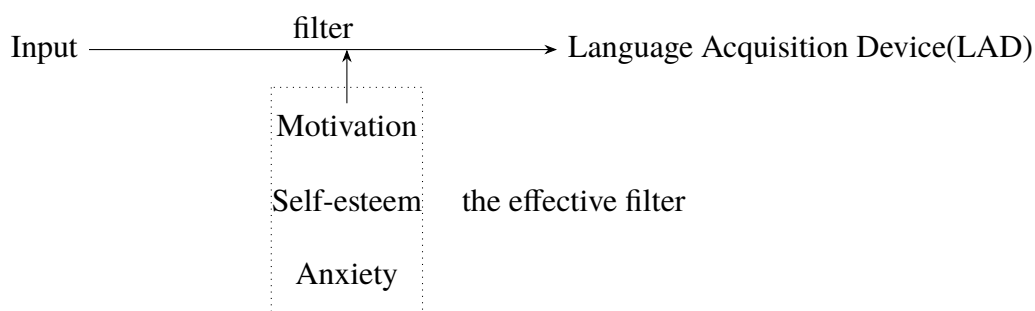 filter
Input Language Acquisition Device(LAD)
Motivation
Self-esteem the effective filter
Anxiety